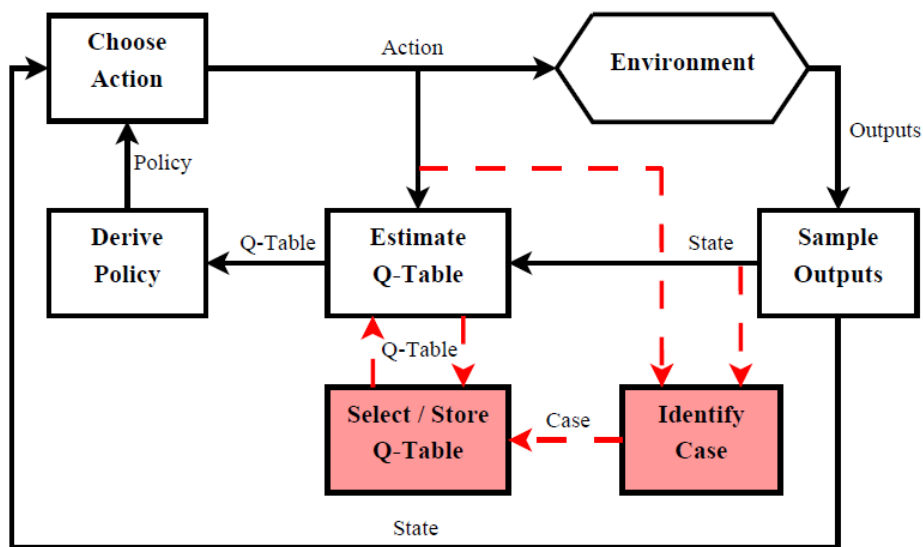 Choose
Action
Action
Environment
Outputs
Policy
Derive
Policy
Q-Table
Estimate
Q-Table
State
Sample
Outputs
Q-Table
Select / Store
Q-Table
Case
Identify
Case
State